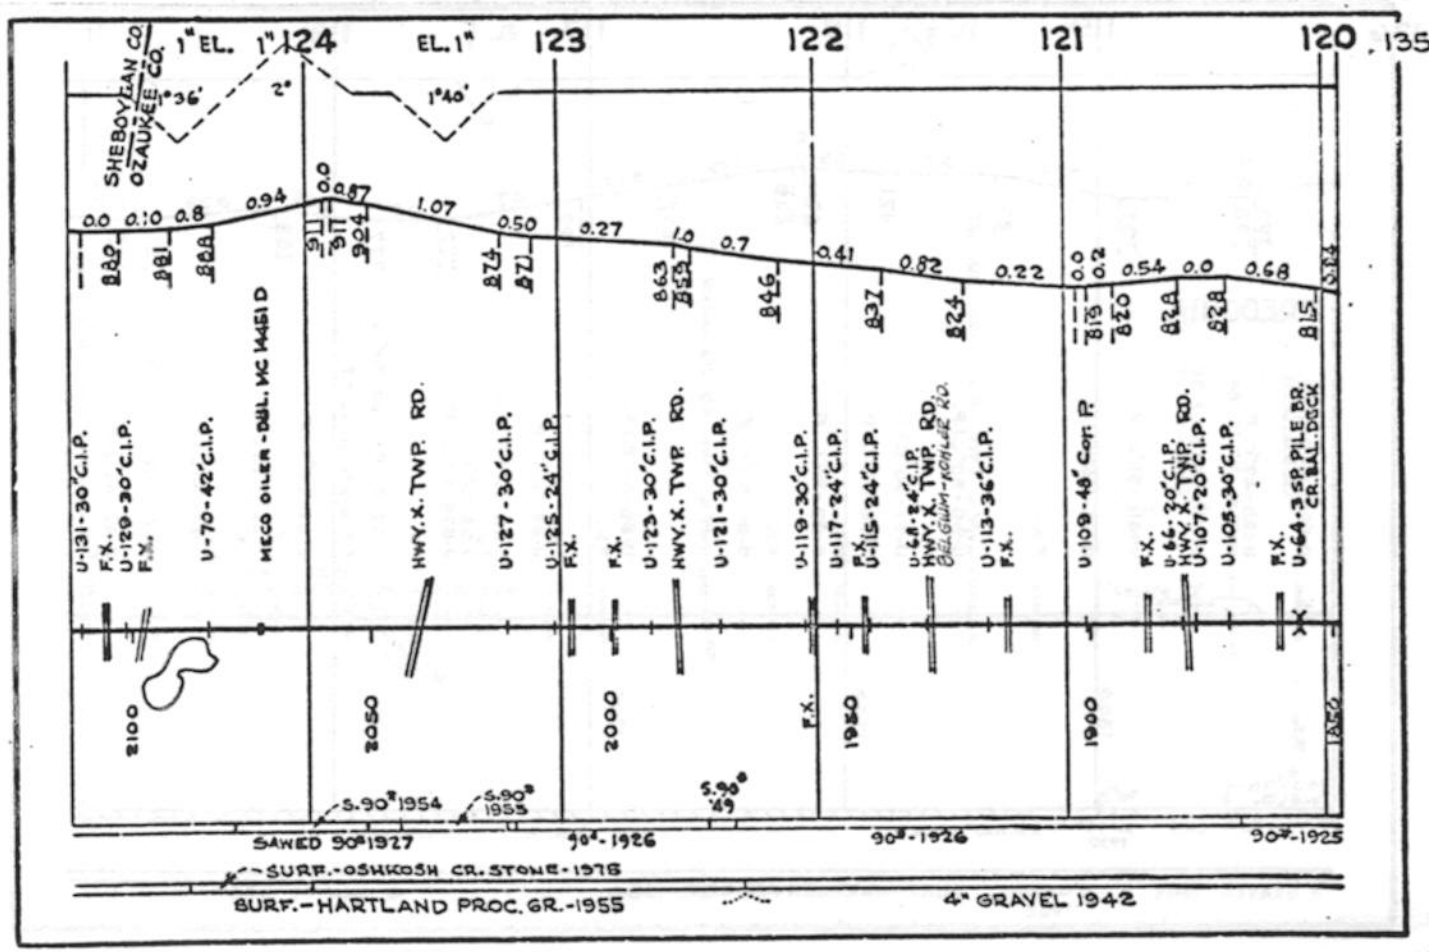 1" EL. 1" 124 EL. 1" 123 122 121 120 135
SHEBOYGAN CO.
OZAUKEE CO.
1°36' 2° 1°40'
0.0 0.10 0.8 0.94 0.0 0.87 1.07 0.50 0.27 1.0 0.7 0.41 0.82 0.22 0.0 0.2 0.54 0.0 0.68
880 881 888 911 911 904 874 871 863 859 846 837 824 819 820 828 828 815
U-131-30"C.I.P.
F.X.
U-129-30"C.I.P.
F.X.
U-70-42"C.I.P.
MECO OILER-DBL. MC 14451 D
HWY. X. TWP. RD.
U-127-30"C.I.P.
U-125-24"C.I.P.
F.X.
F.X.
U-123-30"C.I.P.
HWY. X. TWP. RD.
U-121-30"C.I.P.
U-119-30"C.I.P.
U-117-24"C.I.P.
F.X.
U-115-24"C.I.P.
U-68-24"C.I.P.
HWY. X. TWP. RD.
BELGIUM-KOHLER RD.
U-113-36"C.I.P.
F.X.
U-109-48" Cor. P.
F.X.
U-66-20"C.I.P.
HWY. X. TWP. RD.
U-107-20"C.I.P.
U-105-30"C.I.P.
F.X.
U-64-3 SP. PILE BR.
CR. BAL. DECK
2100 2050 2000 F.X. 1950 1900 1850
S.90# 1954
S.90#
1953
S.90#
'49
SAWED 90# 1927 90#-1926 90#-1926 90#-1925
SURF.-OSHKOSH CR. STONE-1978
SURF.-HARTLAND PROC. GR.-1955 4" GRAVEL 1942